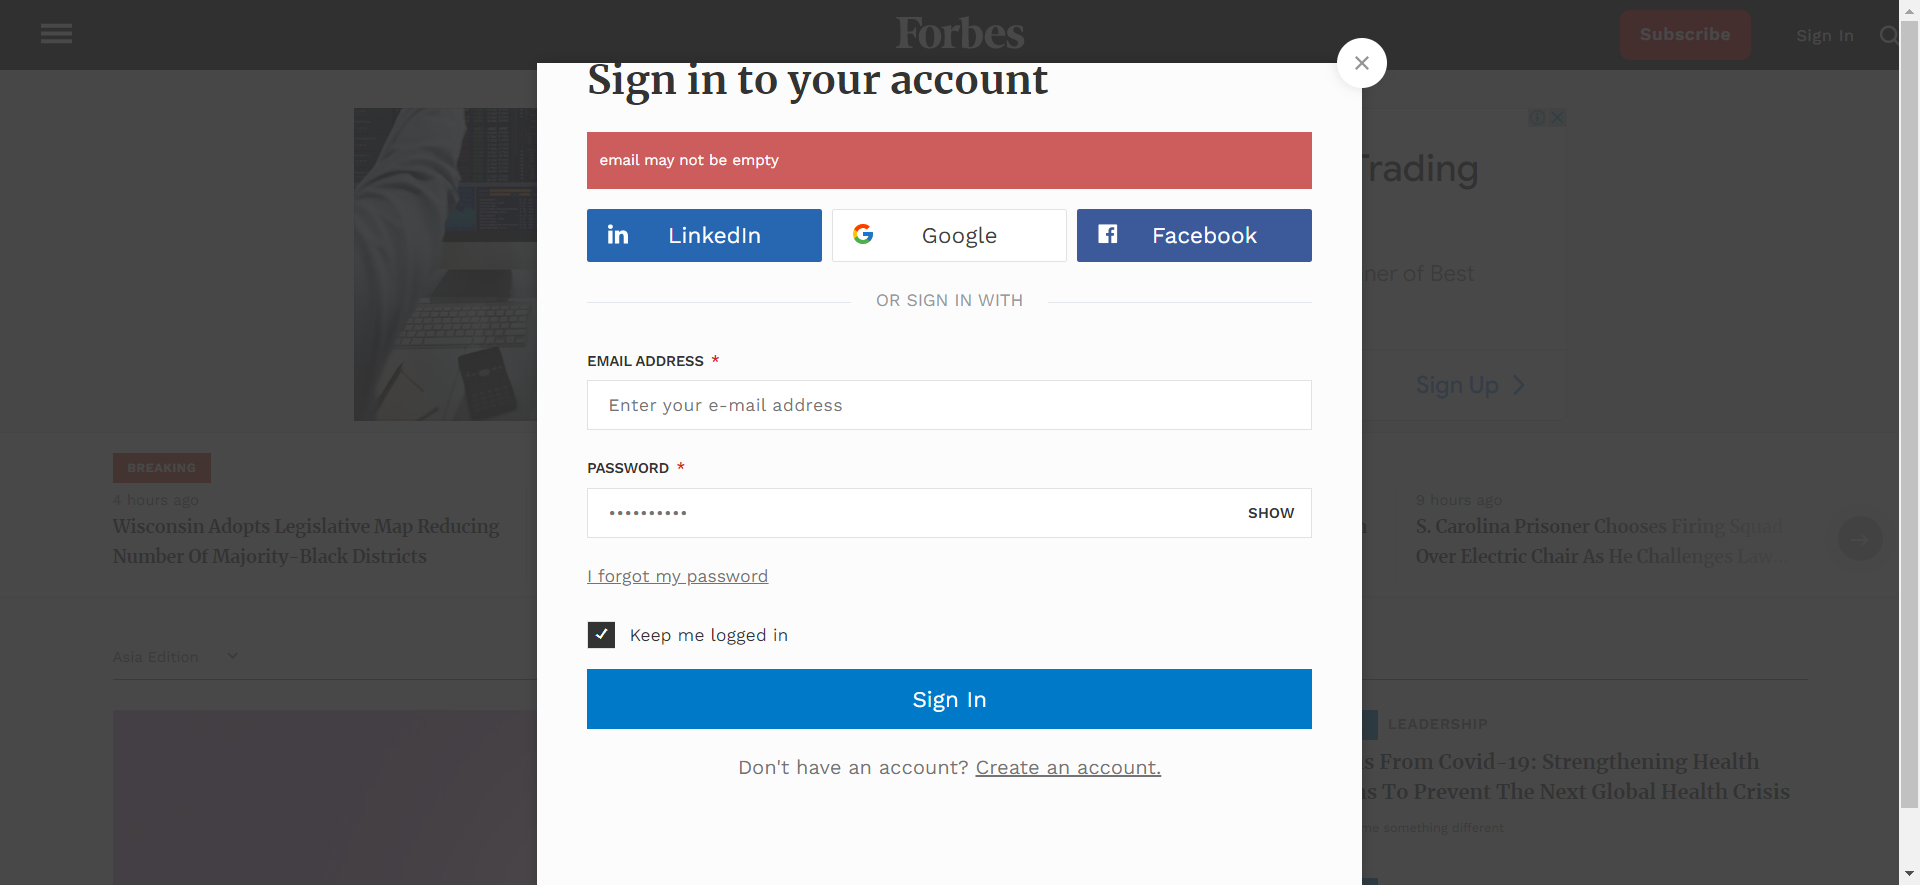 Forbes
Subscribe
Sign In
Sign in to your account
email may not be empty
LinkedIn
Google
Facebook
OR SIGN IN WITH
EMAIL ADDRESS *
Enter your e-mail address
PASSWORD *
••••••••••
SHOW
I forgot my password
Keep me logged in
Sign In
Don't have an account? Create an account.
Trading
ner of Best
Sign Up
BREAKING
4 hours ago
Wisconsin Adopts Legislative Map Reducing
Number Of Majority-Black Districts
9 hours ago
S. Carolina Prisoner Chooses Firing Squad
Over Electric Chair As He Challenges Law...
Asia Edition
LEADERSHIP
s From Covid-19: Strengthening Health
s To Prevent The Next Global Health Crisis
me something different